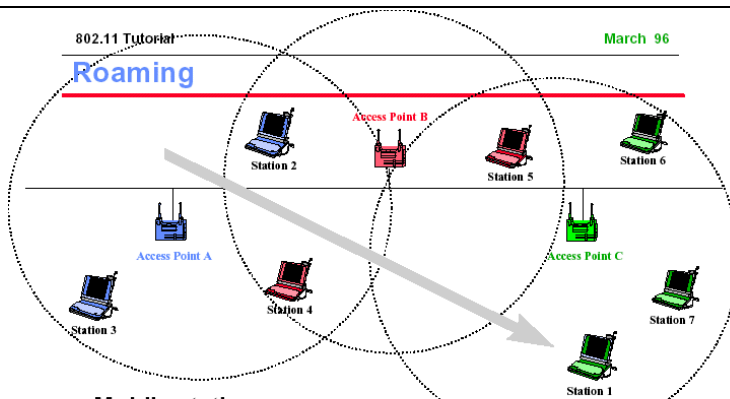 802.11 Tutorial
March 96
Roaming
Access Point B
Station 2
Station 5
Station 6
Access Point A
Access Point C
Station 3
Station 4
Station 7
Station 1